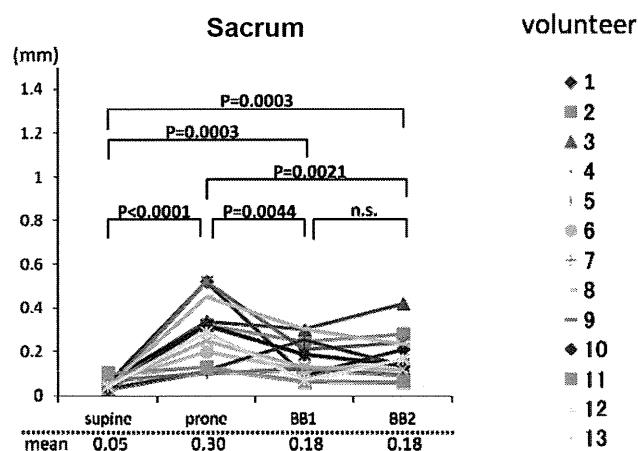 Sacrum
volunteer
(mm)
1.4
1.2
1
0.8
0.6
0.4
0.2
0
P=0.0003
P=0.0003
P=0.0021
P<0.0001
P=0.0044
n.s.
supine
prone
BB1
BB2
mean
0.05
0.30
0.18
0.18
1
2
3
4
5
6
7
8
9
10
11
12
13